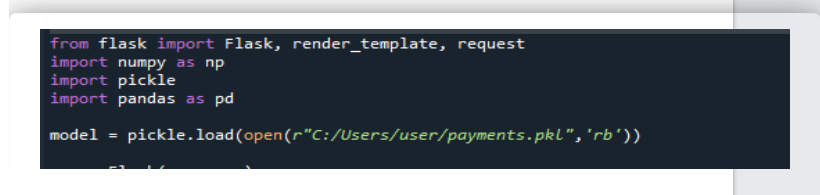 from flask import Flask, render_template, request
import numpy as np
import pickle
import pandas as pd
model = pickle.load(open(r"C:/Users/user/payments.pkl",'rb'))